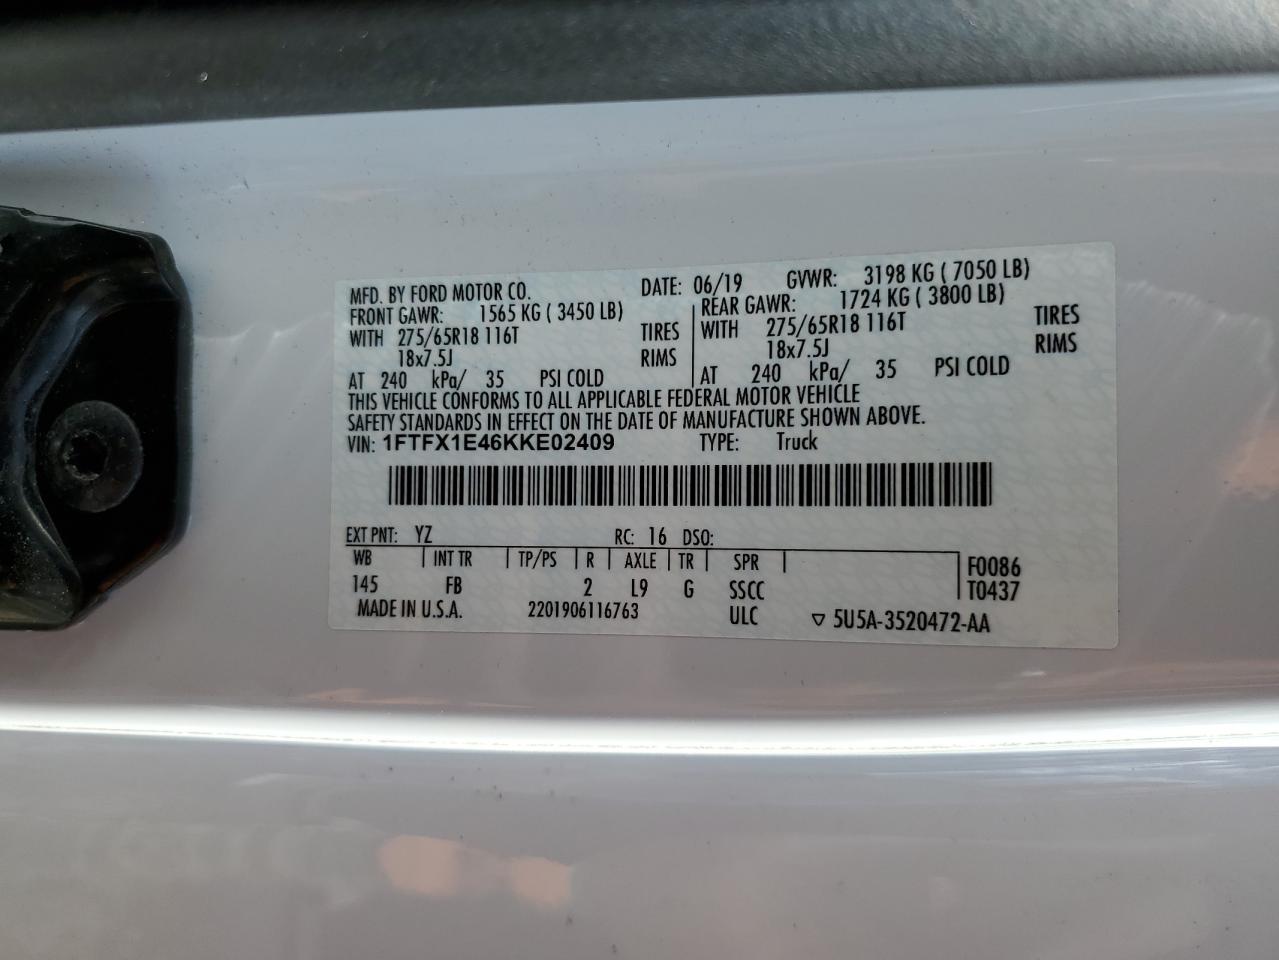 MFD. BY FORD MOTOR CO. DATE: 06/19 GVWR: 3198 KG ( 7050 LB)
FRONT GAWR: 1565 KG ( 3450 LB) REAR GAWR: 1724 KG ( 3800 LB)
WITH 275/65R18 116T TIRES WITH 275/65R18 116T TIRES
18x7.5J RIMS 18x7.5J RIMS
AT 240 kPa/ 35 PSI COLD AT 240 kPa/ 35 PSI COLD
THIS VEHICLE CONFORMS TO ALL APPLICABLE FEDERAL MOTOR VEHICLE
SAFETY STANDARDS IN EFFECT ON THE DATE OF MANUFACTURE SHOWN ABOVE.
VIN: 1FTFX1E46KKE02409 TYPE: Truck
EXT PNT: YZ RC: 16 DSO:
WB INT TR TP/PS R AXLE TR SPR F0086
145 FB 2 L9 G SSCC T0437
MADE IN U.S.A. 2201906116763 ULC ▽ 5U5A-3520472-AA